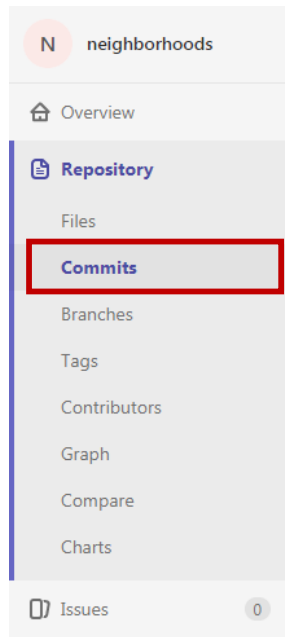 N neighborhoods
Overview
Repository
Files
Commits
Branches
Tags
Contributors
Graph
Compare
Charts
Issues 0